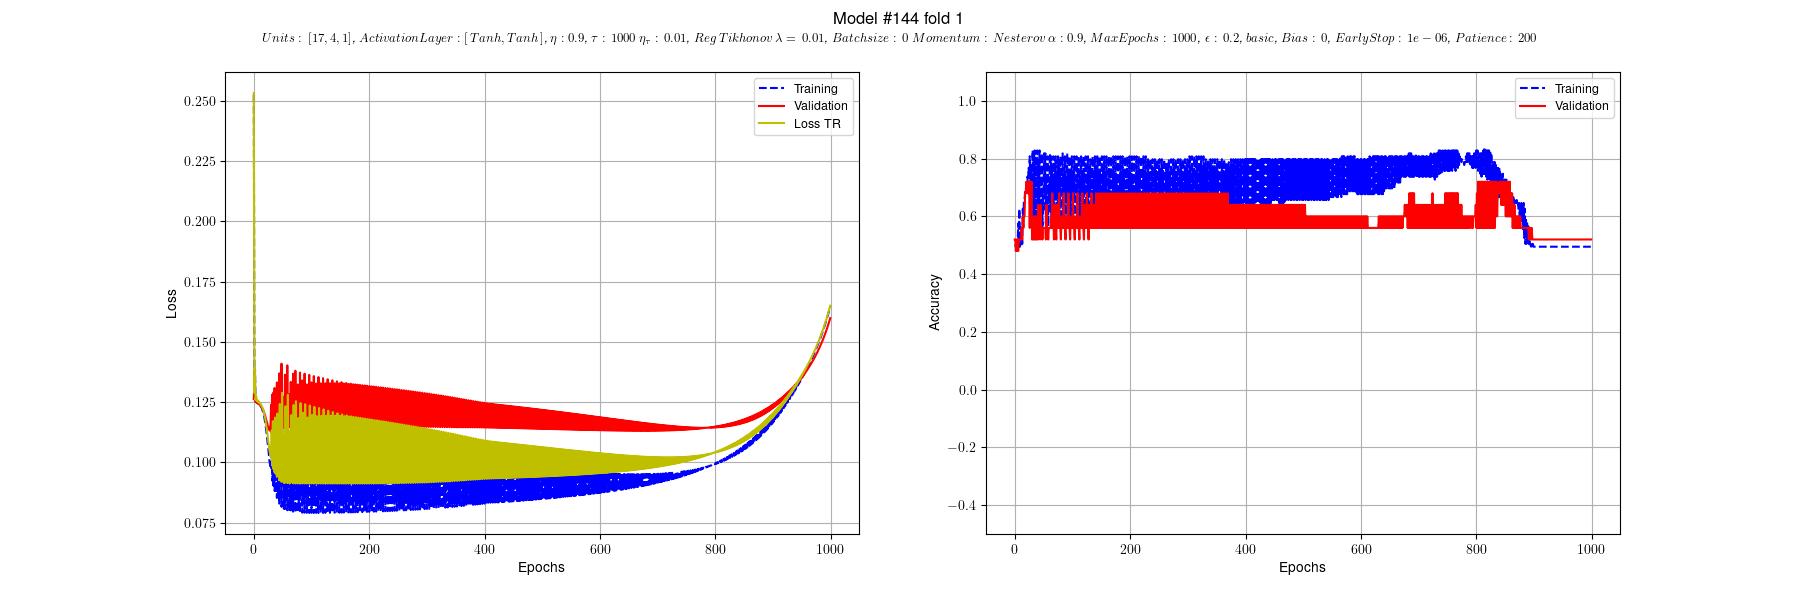 Model #144 fold 1
Units : [17, 4, 1], ActivationLayer : [Tanh, Tanh], η : 0.9, τ : 1000 ητ : 0.01, Reg Tikhonov λ = 0.01, Batchsize : 0 Momentum : Nesterov α : 0.9, MaxEpochs : 1000, ϵ : 0.2, basic, Bias : 0, EarlyStop : 1e − 06, Patience : 200
Loss
0.250
0.225
0.200
0.175
0.150
0.125
0.100
0.075
Training
Validation
Loss TR
0 200 400 600 800 1000
Epochs
Accuracy
1.0
0.8
0.6
0.4
0.2
0.0
−0.2
−0.4
Training
Validation
0 200 400 600 800 1000
Epochs